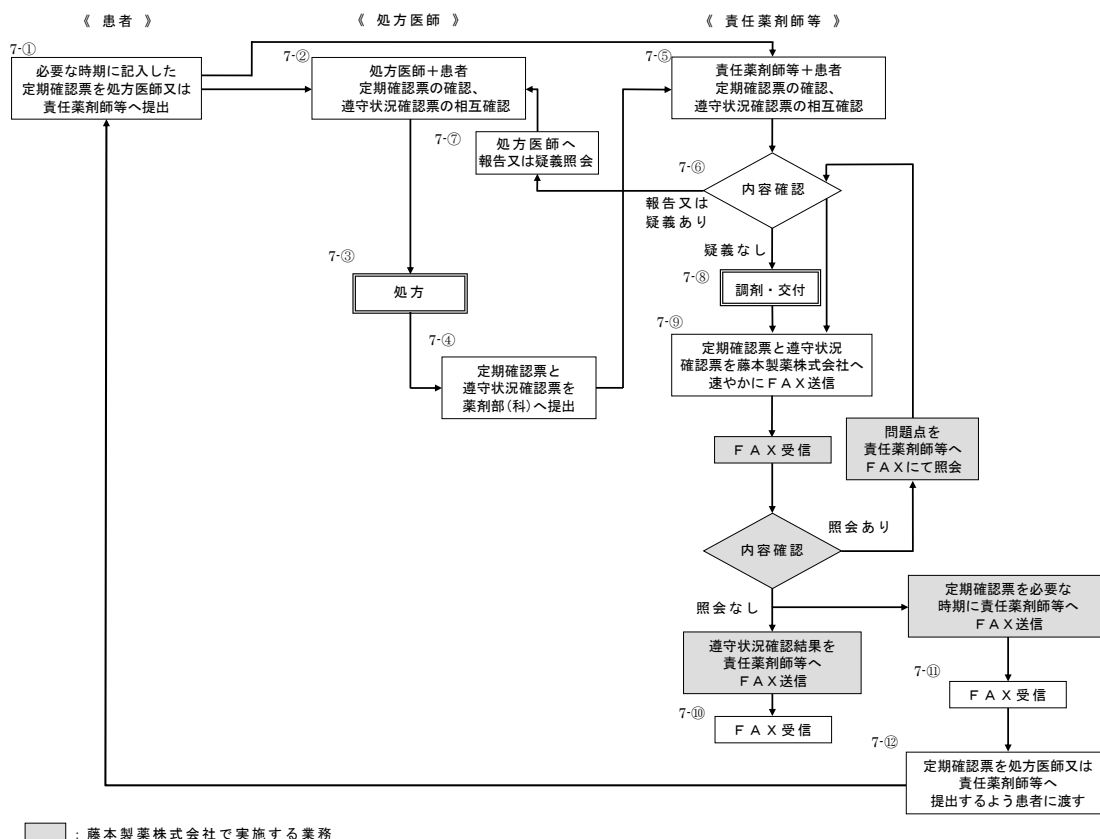 《 患者 》
《 処方医師 》
《 責任薬剤師等 》
7-①
必要な時期に記入した
定期確認票を処方医師又は
責任薬剤師等へ提出
7-②
処方医師＋患者
定期確認票の確認、
遵守状況確認票の相互確認
7-⑤
責任薬剤師等＋患者
定期確認票の確認、
遵守状況確認票の相互確認
7-⑦
処方医師へ
報告又は疑義照会
7-⑥
内容確認
報告又は
疑義あり
疑義なし
7-③
処方
7-⑧
調剤・交付
7-④
定期確認票と
遵守状況確認票を
薬剤部(科)へ提出
7-⑨
定期確認票と遵守状況
確認票を藤本製薬株式会社へ
速やかにＦＡＸ送信
ＦＡＸ受信
問題点を
責任薬剤師等へ
ＦＡＸにて照会
内容確認
照会あり
照会なし
定期確認票を必要な
時期に責任薬剤師等へ
ＦＡＸ送信
遵守状況確認結果を
責任薬剤師等へ
ＦＡＸ送信
7-⑪
ＦＡＸ受信
7-⑩
ＦＡＸ受信
7-⑫
定期確認票を処方医師又は
責任薬剤師等へ
提出するよう患者に渡す
：藤本製薬株式会社で実施する業務